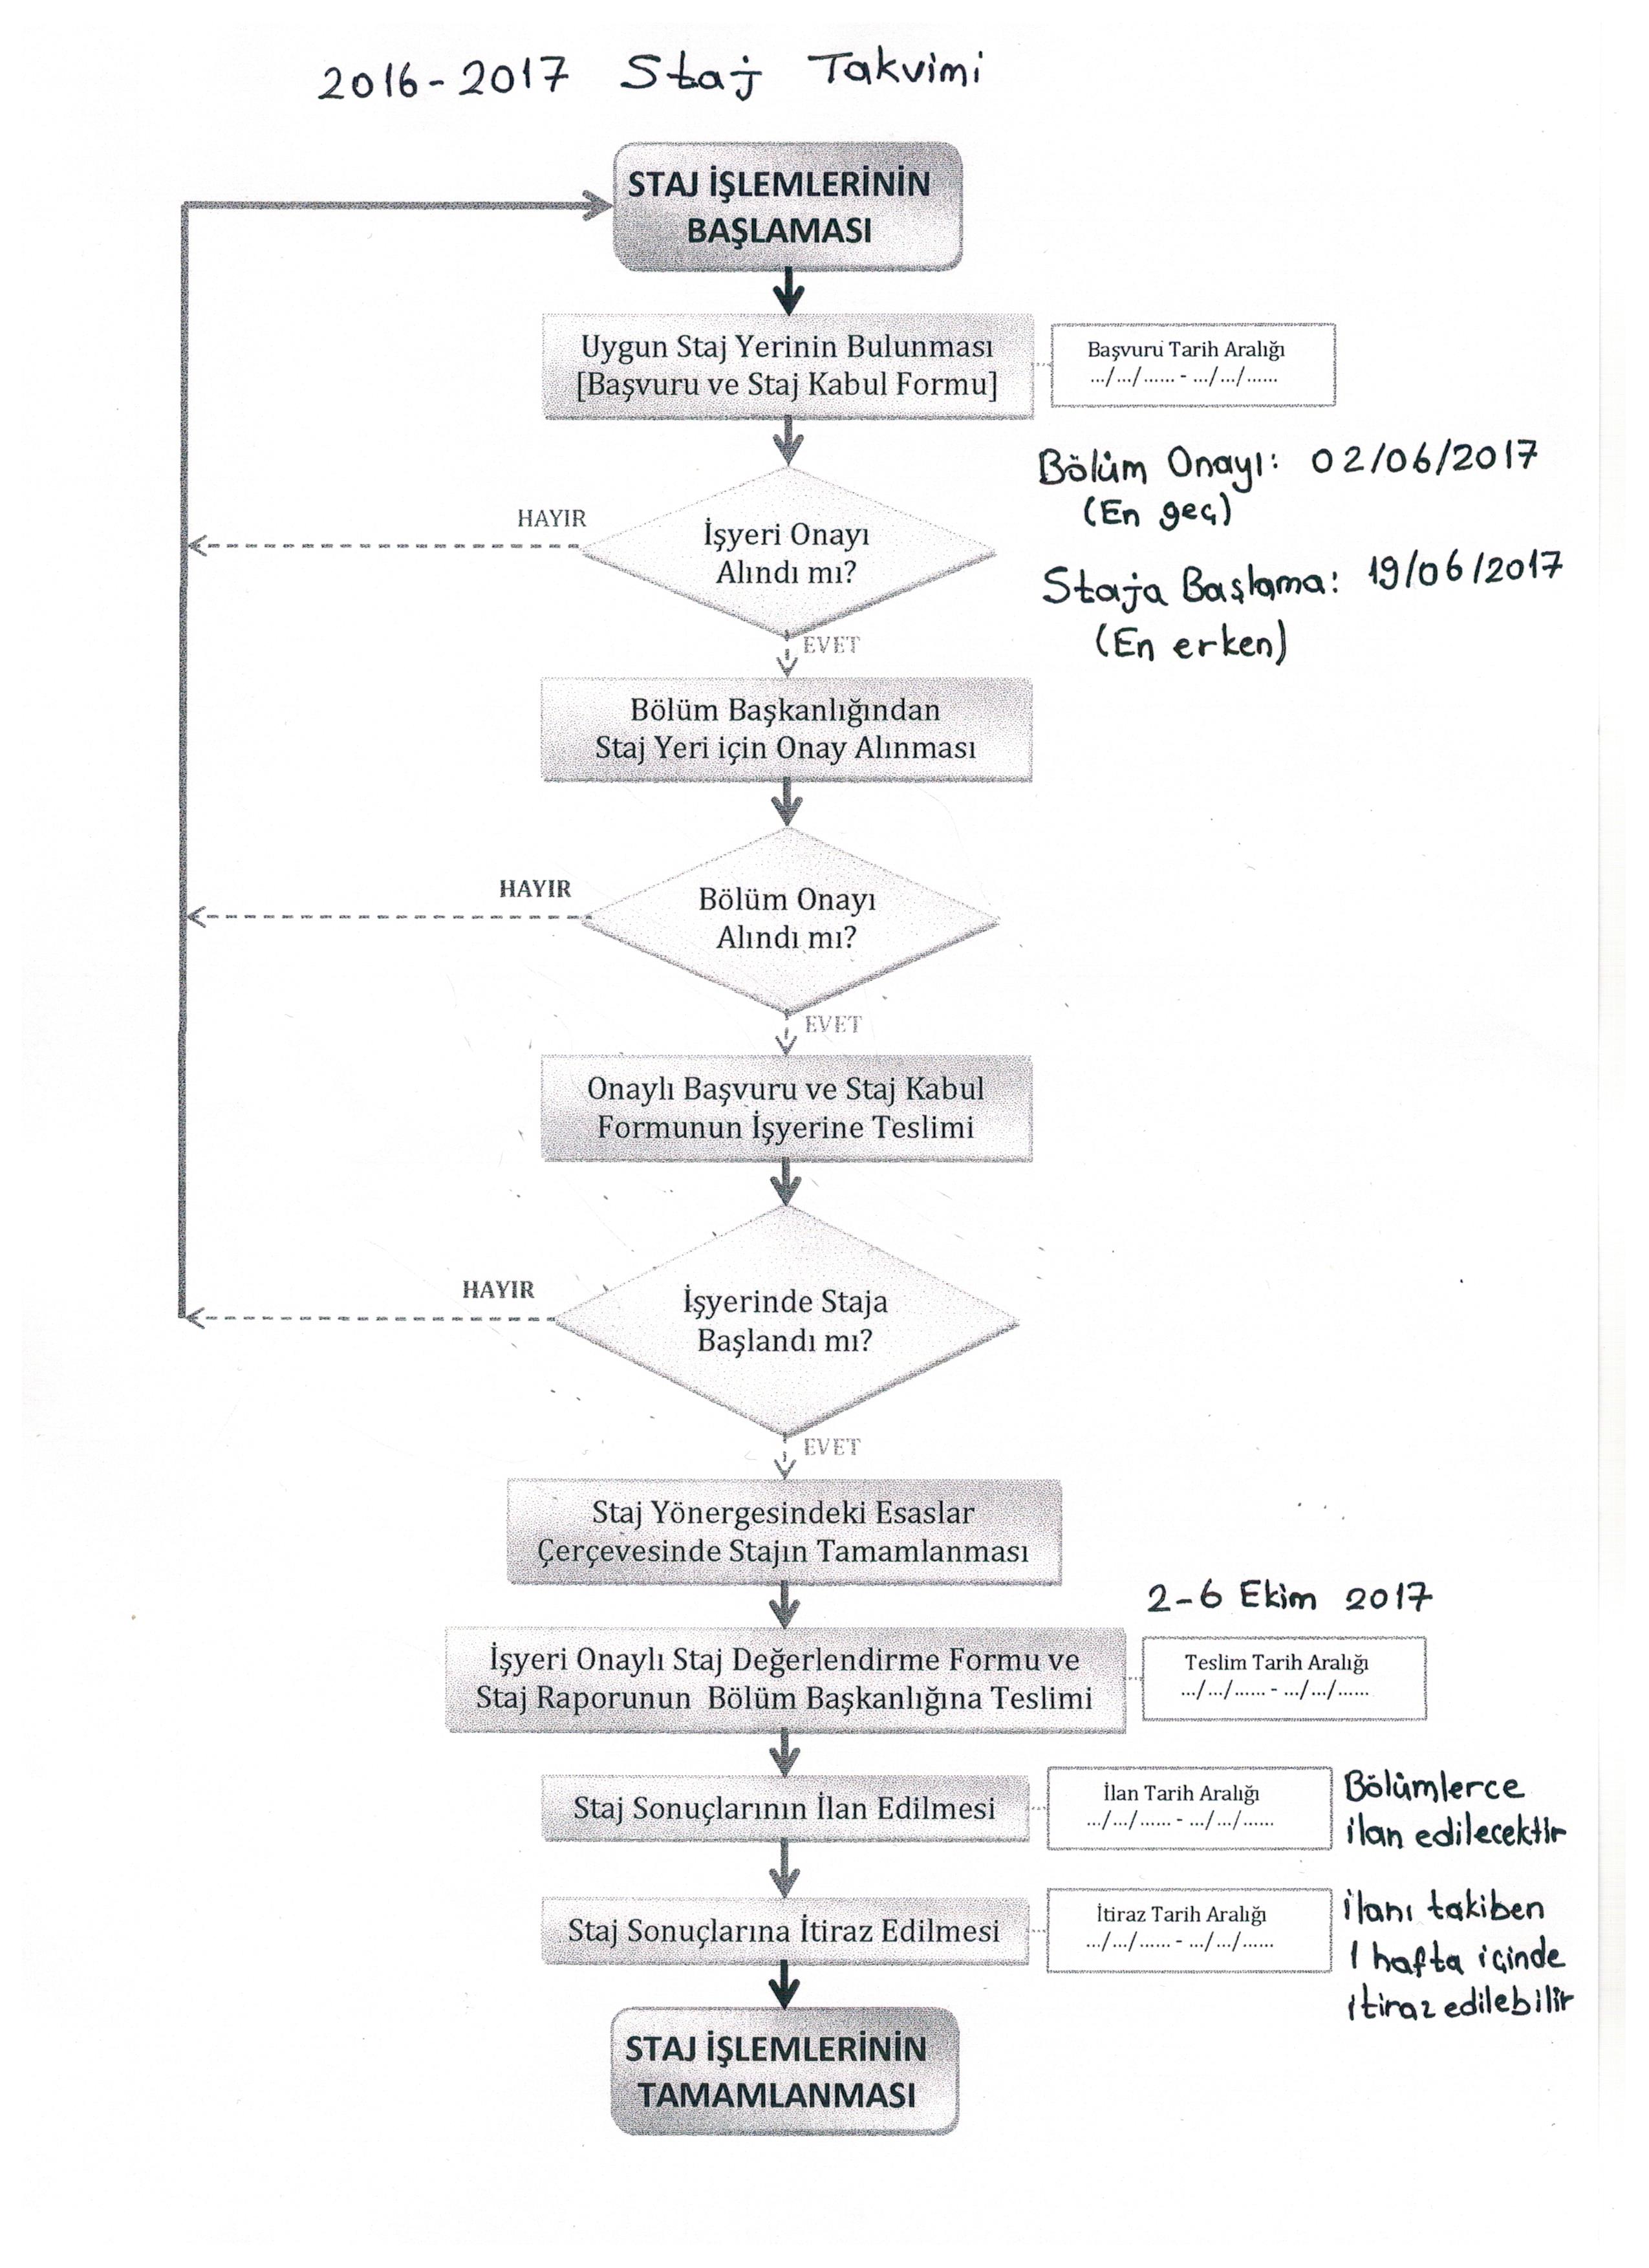 2016-2017 Staj Takvimi
STAJ İŞLEMLERİNİN
BAŞLAMASI
Uygun Staj Yerinin Bulunması
[Başvuru ve Staj Kabul Formu]
Başvuru Tarih Aralığı
.../.../...... - .../.../......
Bölüm Onayı: 02/06/2017
(En geç)
HAYIR
İşyeri Onayı
Alındı mı?
Staja Başlama: 19/06/2017
(En erken)
EVET
Bölüm Başkanlığından
Staj Yeri için Onay Alınması
HAYIR
Bölüm Onayı
Alındı mı?
EVET
Onaylı Başvuru ve Staj Kabul
Formunun İşyerine Teslimi
HAYIR
İşyerinde Staja
Başlandı mı?
EVET
Staj Yönergesindeki Esaslar
Çerçevesinde Stajın Tamamlanması
2-6 Ekim 2017
İşyeri Onaylı Staj Değerlendirme Formu ve
Staj Raporunun Bölüm Başkanlığına Teslimi
Teslim Tarih Aralığı
.../.../...... - .../.../......
Staj Sonuçlarının İlan Edilmesi
İlan Tarih Aralığı
.../.../...... - .../.../......
Bölümlerce
ilan edilecektir
Staj Sonuçlarına İtiraz Edilmesi
İtiraz Tarih Aralığı
.../.../...... - .../.../......
ilanı takiben
1 hafta içinde
itiraz edilebilir
STAJ İŞLEMLERİNİN
TAMAMLANMASI